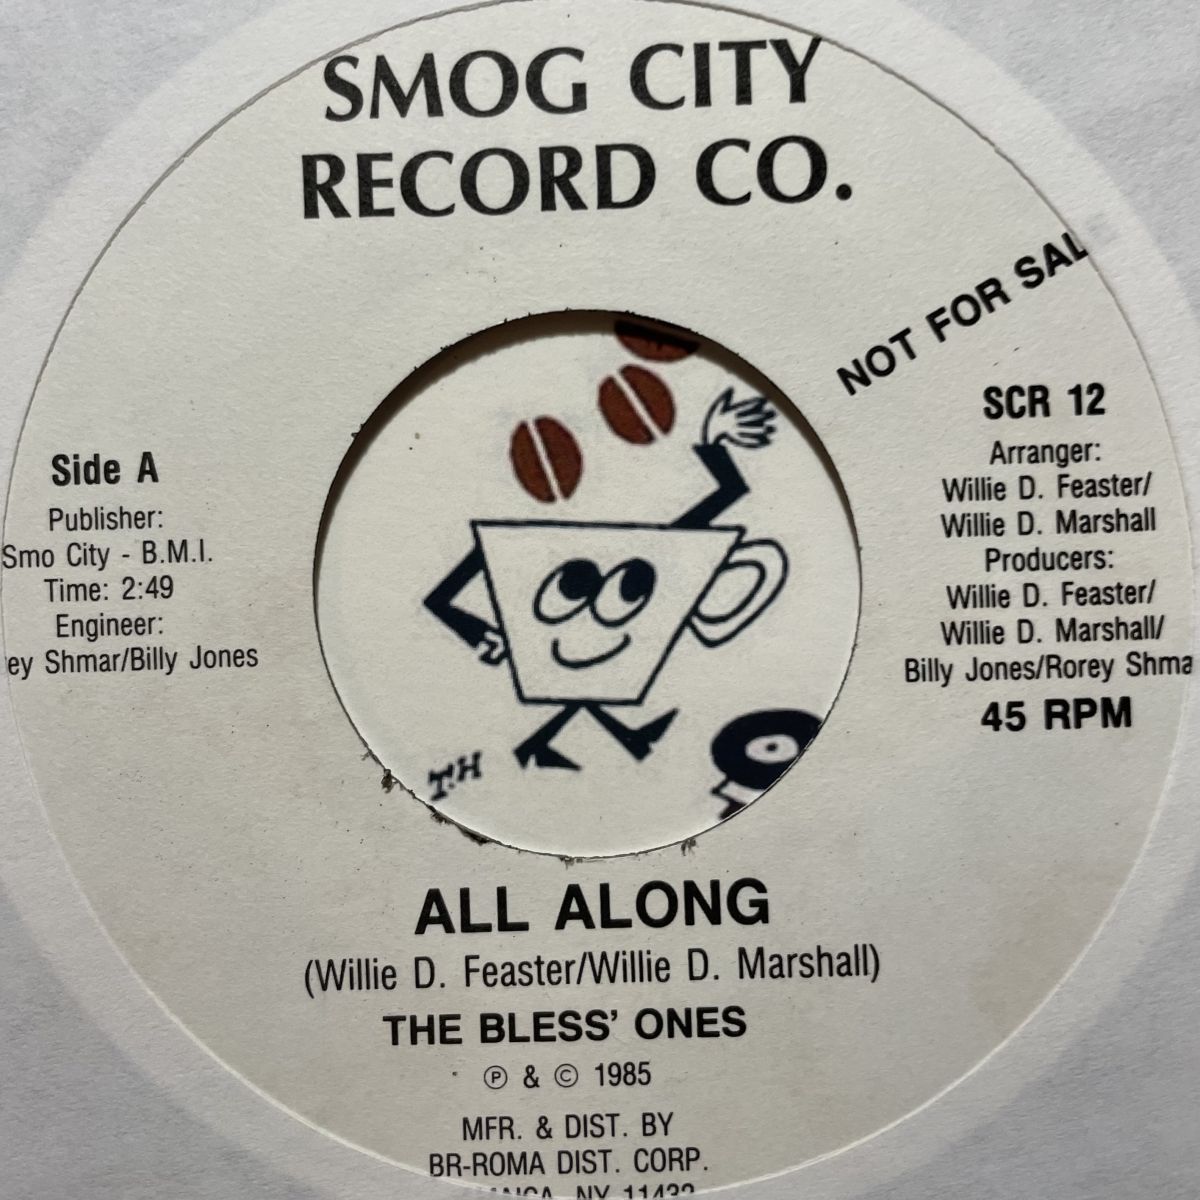 SMOG CITY
RECORD CO.
NOT FOR SAL
Side A
Publisher:
Smo City - B.M.I.
Time: 2:49
Engineer:
ey Shmar/Billy Jones
SCR 12
Arranger:
Willie D. Feaster/
Willie D. Marshall
Producers:
Willie D. Feaster/
Willie D. Marshall/
Billy Jones/Rorey Shma
45 RPM
T.H
ALL ALONG
(Willie D. Feaster/Willie D. Marshall)
THE BLESS' ONES
Ⓟ & © 1985
MFR. & DIST. BY
BR-ROMA DIST. CORP.
NY